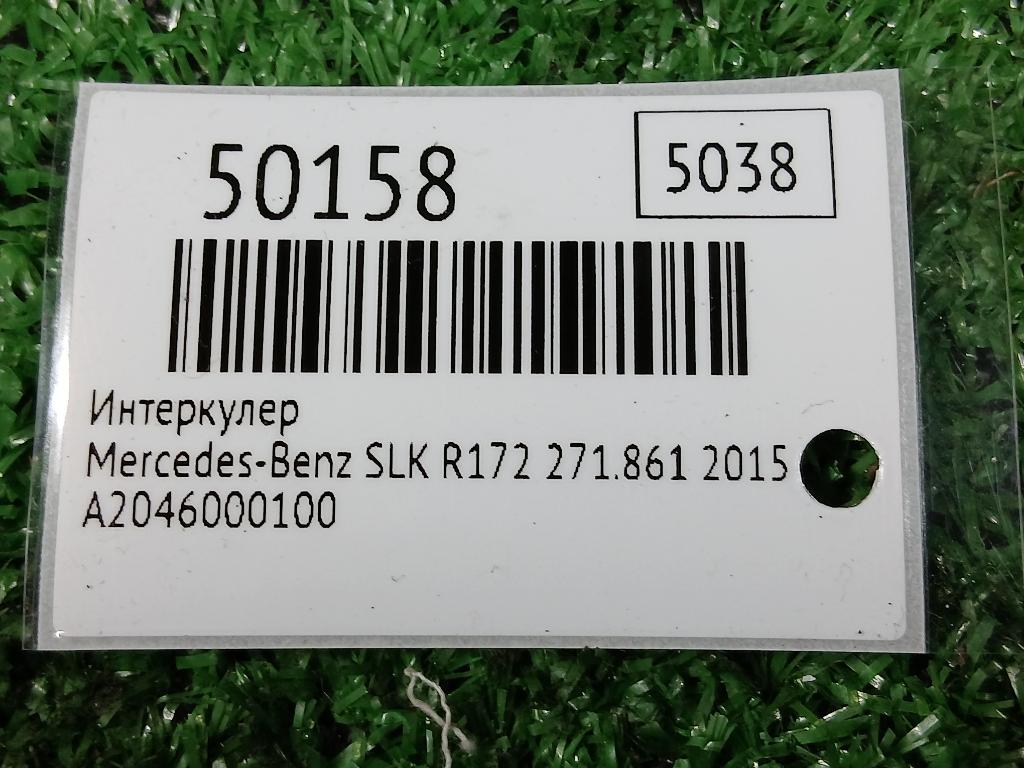 50158
5038
Интеркулер
Mercedes-Benz SLK R172 271.861 2015
A2046000100